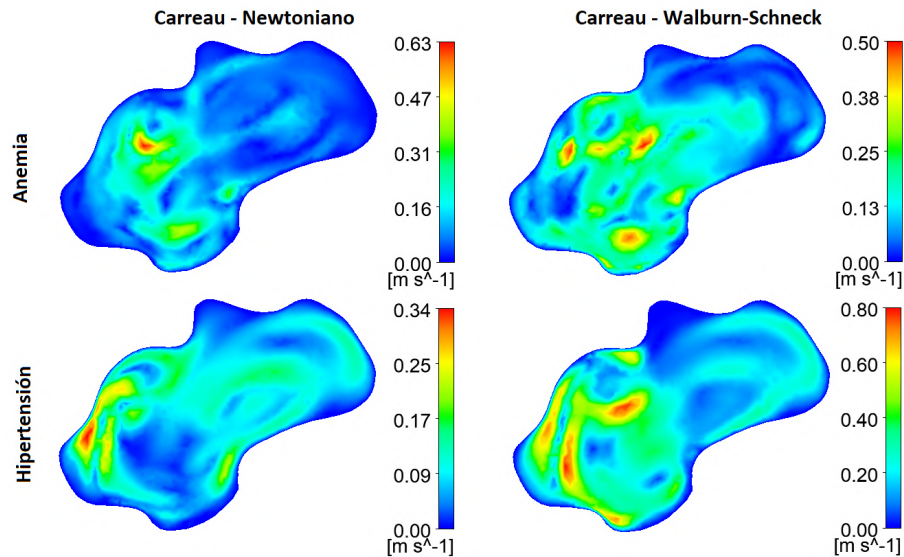 Carreau - Newtoniano
Carreau - Walburn-Schneck
Anemia
0.63
0.47
0.31
0.16
0.00
[m s^-1]
0.50
0.38
0.25
0.13
0.00
[m s^-1]
Hipertensión
0.34
0.25
0.17
0.09
0.00
[m s^-1]
0.80
0.60
0.40
0.20
0.00
[m s^-1]